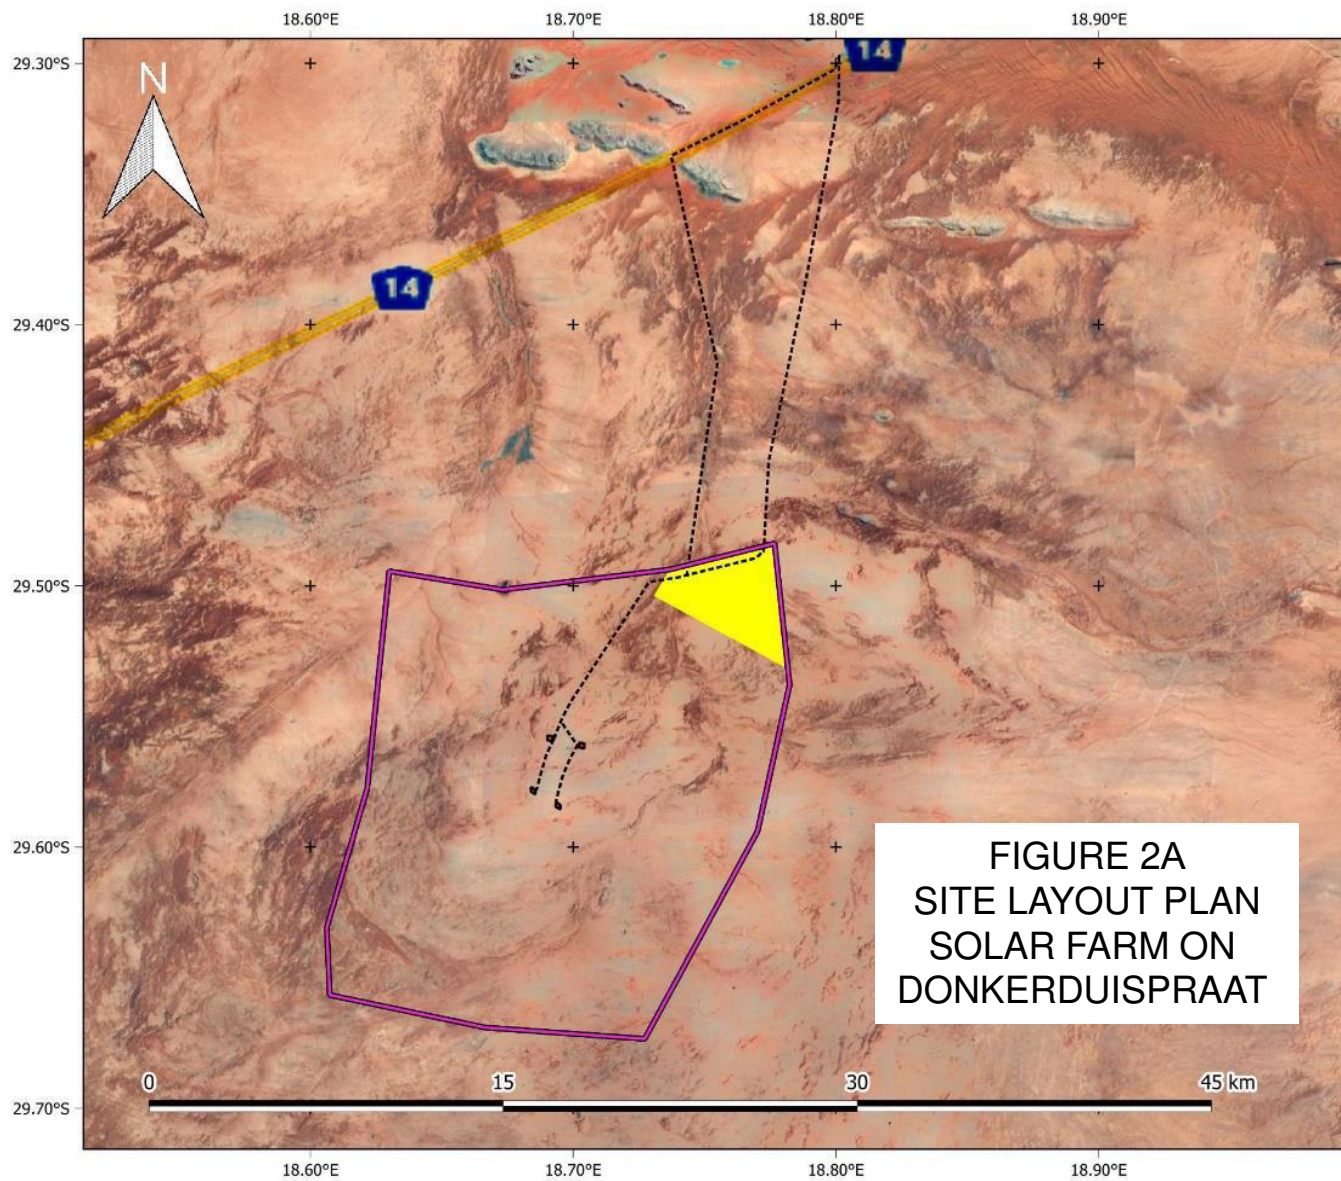 18.60°E 18.70°E 18.80°E 18.90°E
14
29.30°S
N
14
29.40°S
29.50°S
29.60°S
FIGURE 2A
SITE LAYOUT PLAN
SOLAR FARM ON
DONKERDUISPRAAT
0 15 30 45 km
29.70°S
18.60°E 18.70°E 18.80°E 18.90°E